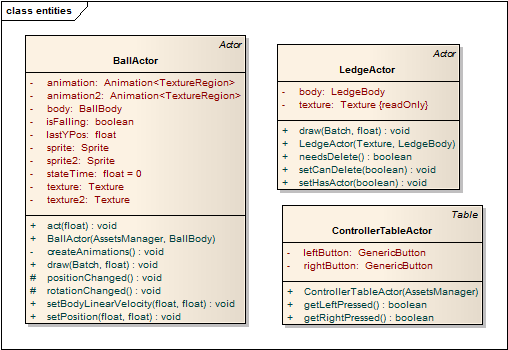 class entities
Actor
BallActor
- animation: Animation<TextureRegion>
- animation2: Animation<TextureRegion>
- body: BallBody
- isFalling: boolean
- lastYPos: float
- sprite: Sprite
- sprite2: Sprite
- stateTime: float = 0
- texture: Texture
- texture2: Texture
+ act(float) : void
+ BallActor(AssetsManager, BallBody)
- createAnimations() : void
+ draw(Batch, float) : void
# positionChanged() : void
# rotationChanged() : void
+ setBodyLinearVelocity(float, float) : void
+ setPosition(float, float) : void
Actor
LedgeActor
- body: LedgeBody
- texture: Texture {readOnly}
+ draw(Batch, float) : void
+ LedgeActor(Texture, LedgeBody)
+ needsDelete() : boolean
+ setCanDelete(boolean) : void
+ setHasActor(boolean) : void
Table
ControllerTableActor
- leftButton: GenericButton
- rightButton: GenericButton
+ ControllerTableActor(AssetsManager)
+ getLeftPressed() : boolean
+ getRightPressed() : boolean